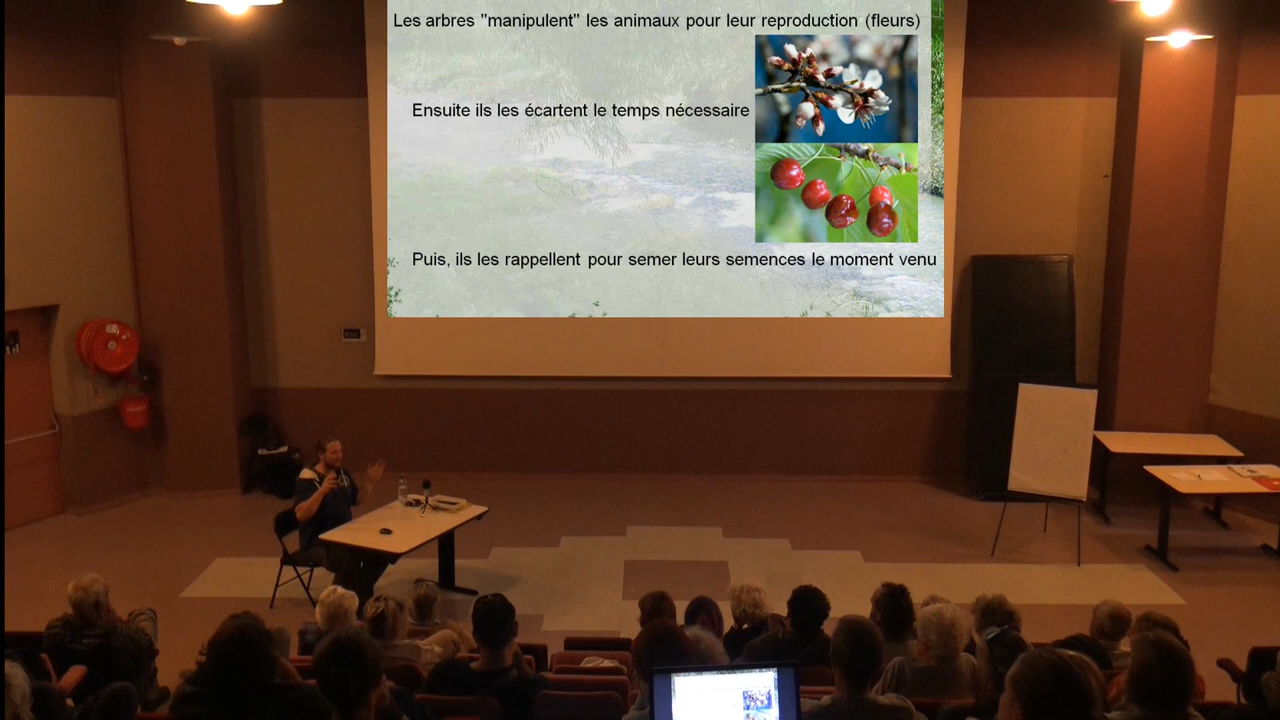 Les arbres "manipulent" les animaux pour leur reproduction (fleurs)
Ensuite ils les écartent le temps nécessaire
Puis, ils les rappellent pour semer leurs semences le moment venu